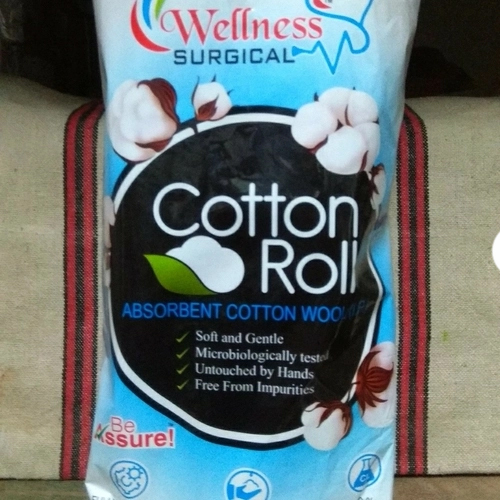 Wellness
SURGICAL
Cotton
Roll
ABSORBENT COTTON WOOL
Soft and Gentle
Microbiologically tested
Untouched by Hands
Free From Impurities
Be
Assure!